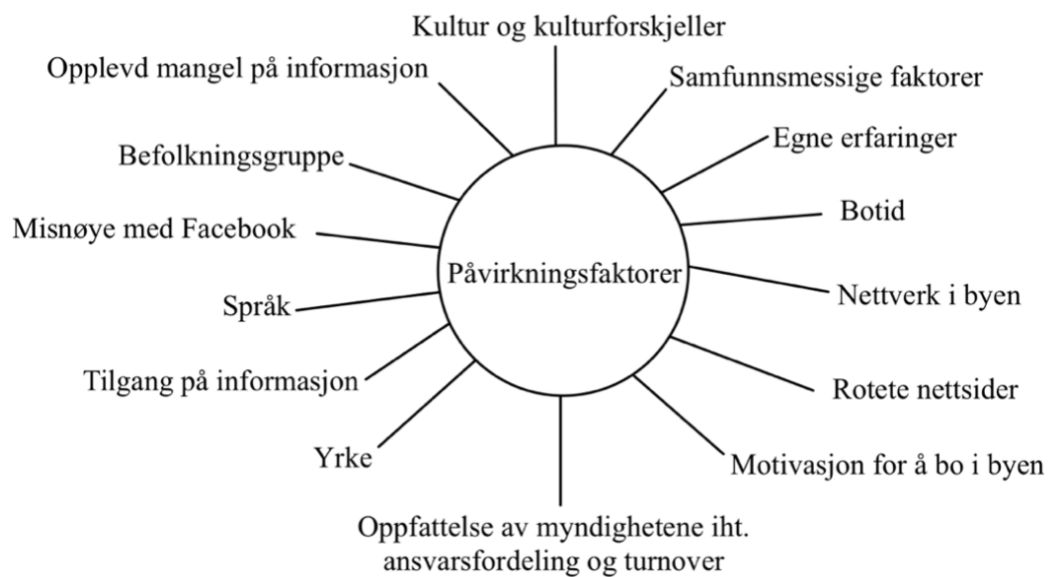 Kultur og kulturforskjeller
Opplevd mangel på informasjon
Samfunnsmessige faktorer
Egne erfaringer
Befolkningsgruppe
Botid
Misnøye med Facebook
Påvirkningsfaktorer
Nettverk i byen
Språk
Tilgang på informasjon
Rotete nettsider
Yrke
Motivasjon for å bo i byen
Oppfattelse av myndighetene iht.
ansvarsfordeling og turnover